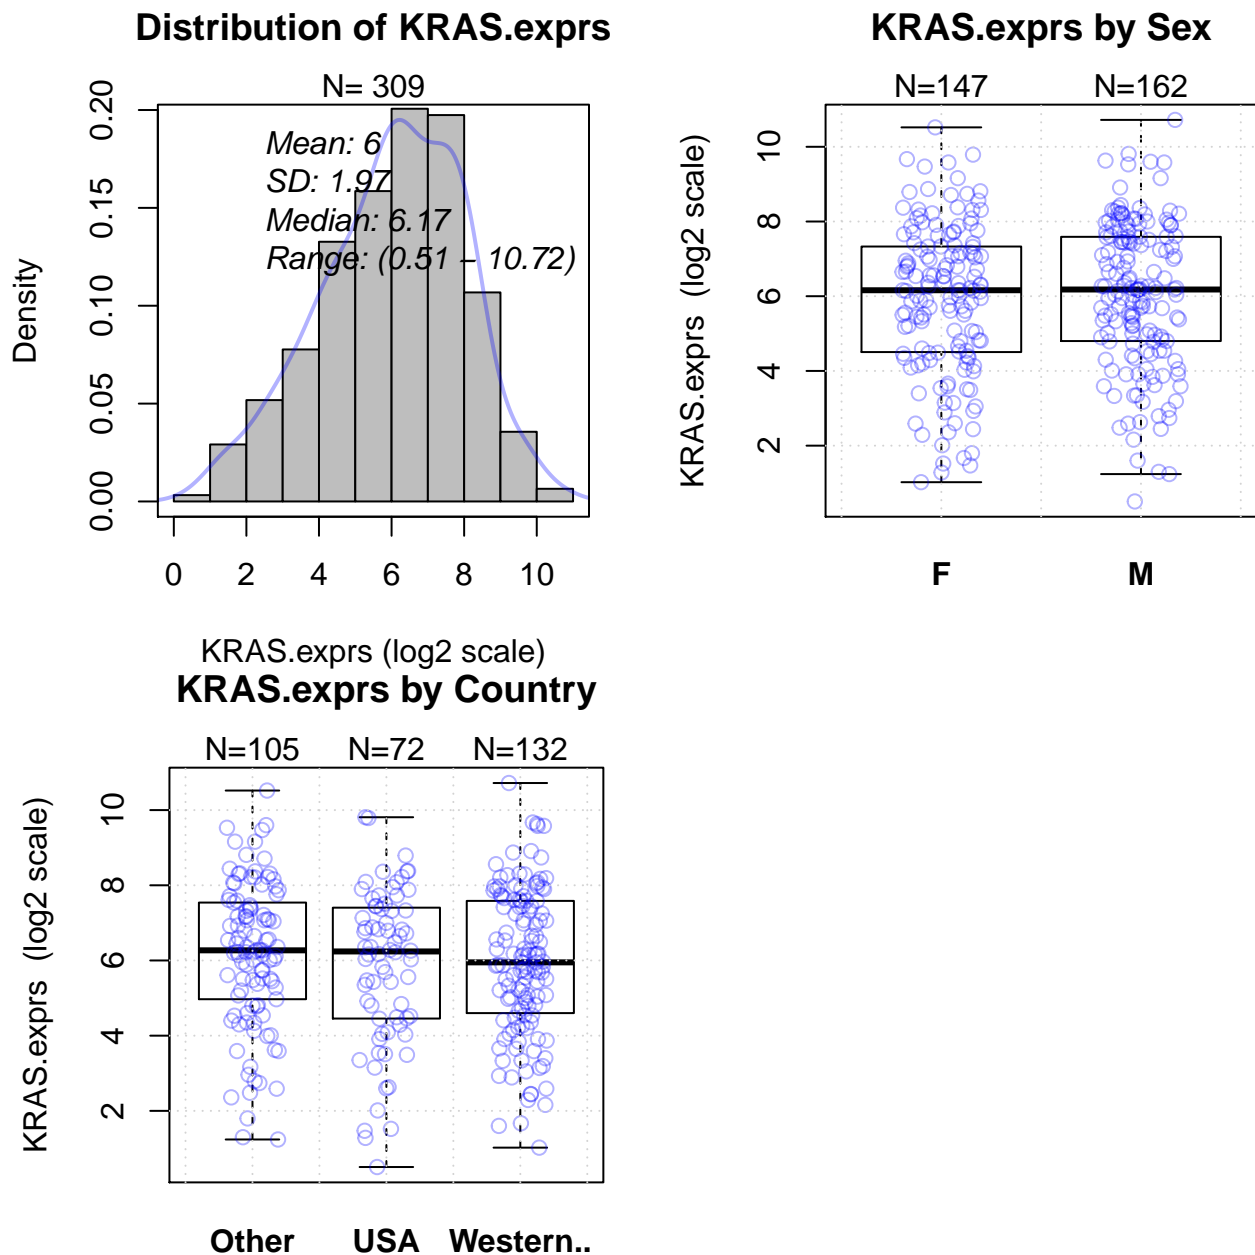 Distribution of KRAS.exprs
N= 309
Mean: 6
SD: 1.97
Median: 6.17
Range: (0.51 – 10.72)
Density
0.00 0.05 0.10 0.15 0.20
0 2 4 6 8 10
KRAS.exprs (log2 scale)
KRAS.exprs by Sex
N=147 N=162
KRAS.exprs (log2 scale)
2 4 6 8 10
F M
KRAS.exprs by Country
N=105 N=72 N=132
KRAS.exprs (log2 scale)
2 4 6 8 10
Other USA Western..